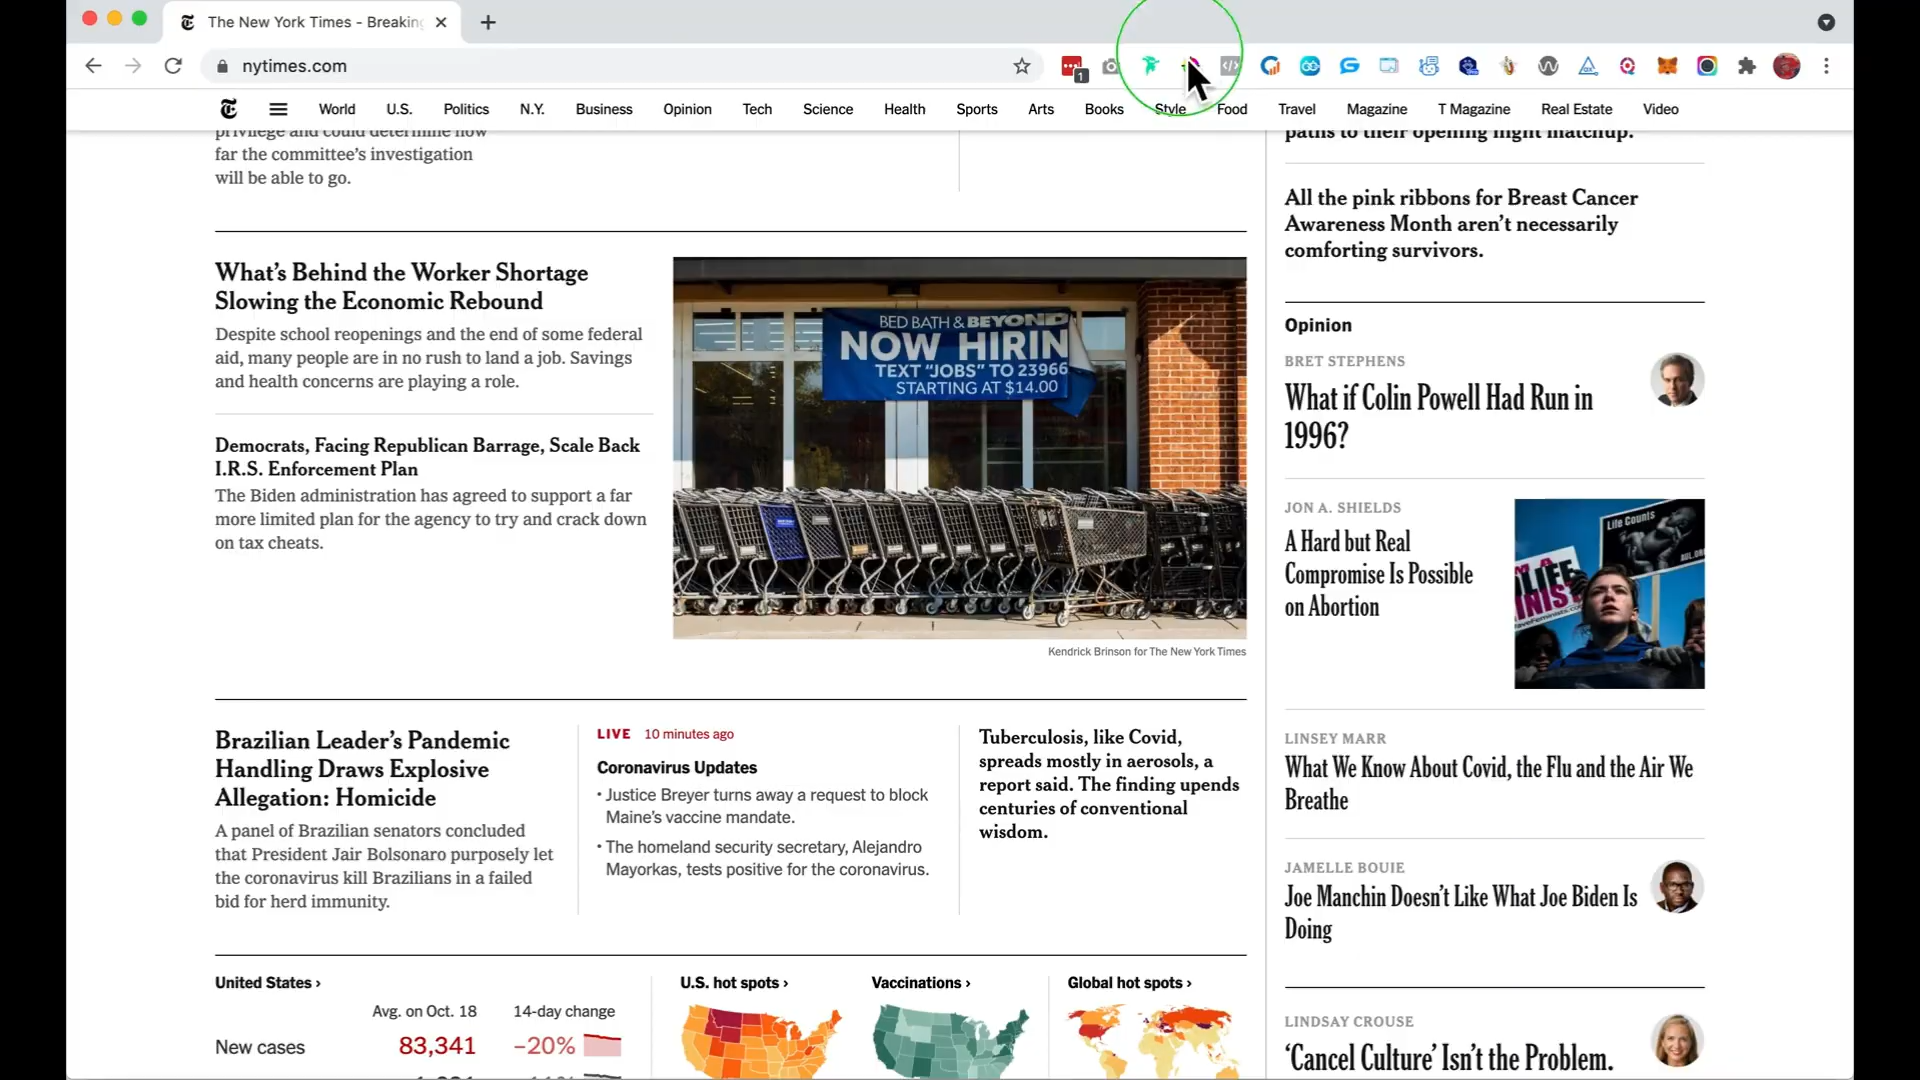 The New York Times - Breaking
nytimes.com
1
World U.S. Politics N.Y. Business Opinion Tech Science Health Sports Arts Books Style Food Travel Magazine T Magazine Real Estate Video
privilege and could determine how
far the committee's investigation
will be able to go.
paths to their opening night matchup.
All the pink ribbons for Breast Cancer
Awareness Month aren't necessarily
comforting survivors.
What's Behind the Worker Shortage
Slowing the Economic Rebound
Despite school reopenings and the end of some federal
aid, many people are in no rush to land a job. Savings
and health concerns are playing a role.
Democrats, Facing Republican Barrage, Scale Back
I.R.S. Enforcement Plan
The Biden administration has agreed to support a far
more limited plan for the agency to try and crack down
on tax cheats.
BED BATH & BEYOND
NOW HIRIN
TEXT "JOBS" TO 23966
STARTING AT $14.00
Kendrick Brinson for The New York Times
Opinion
BRET STEPHENS
What if Colin Powell Had Run in
1996?
JON A. SHIELDS
A Hard but Real
Compromise Is Possible
on Abortion
Life Counts
LINSEY MARR
What We Know About Covid, the Flu and the Air We
Breathe
JAMELLE BOUIE
Joe Manchin Doesn't Like What Joe Biden Is
Doing
LINDSAY CROUSE
'Cancel Culture' Isn't the Problem.
Brazilian Leader's Pandemic
Handling Draws Explosive
Allegation: Homicide
A panel of Brazilian senators concluded
that President Jair Bolsonaro purposely let
the coronavirus kill Brazilians in a failed
bid for herd immunity.
LIVE 10 minutes ago
Coronavirus Updates
• Justice Breyer turns away a request to block
Maine's vaccine mandate.
• The homeland security secretary, Alejandro
Mayorkas, tests positive for the coronavirus.
Tuberculosis, like Covid,
spreads mostly in aerosols, a
report said. The finding upends
centuries of conventional
wisdom.
United States ›
Avg. on Oct. 18 14-day change
New cases 83,341 –20%
U.S. hot spots ›
Vaccinations ›
Global hot spots ›